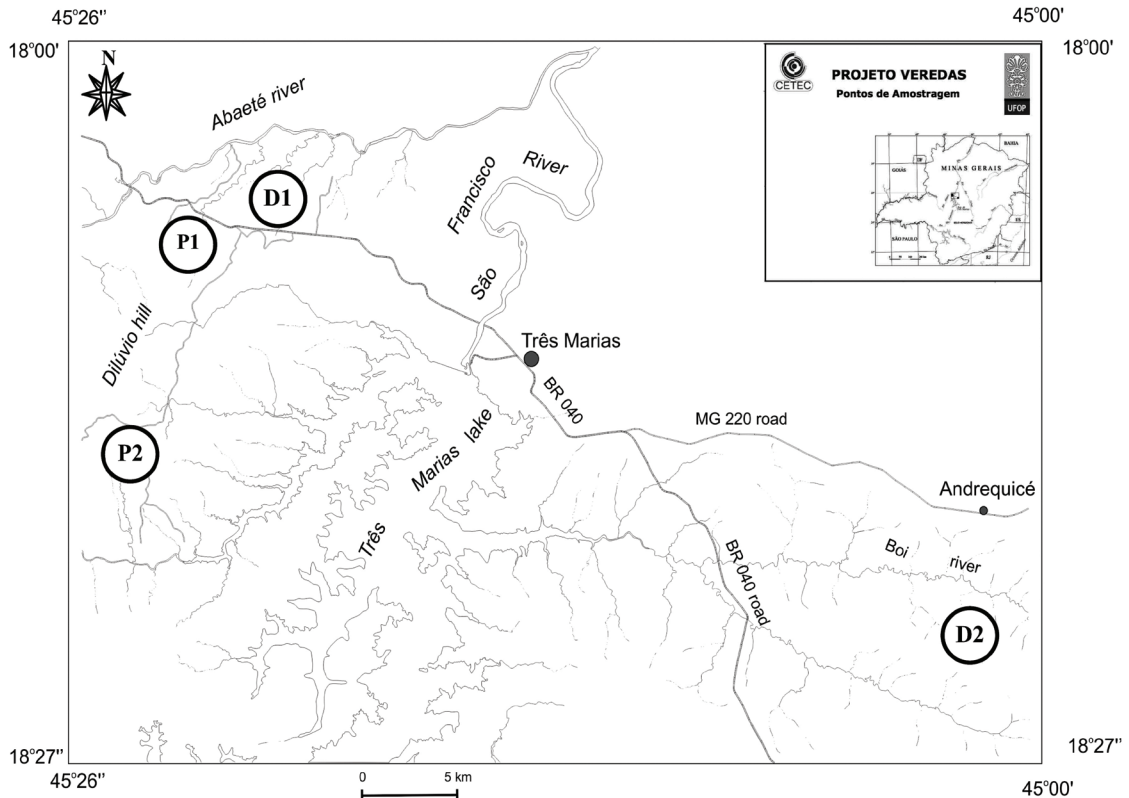 45°26"
45°00'
18°00'
18°00'
N
Abaeté river
São Francisco River
CETEC
PROJETO VEREDAS
Pontos de Amostragem
UFOP
BAHIA
DF
GOIÁS
MINAS GERAIS
ES
SÃO PAULO
RJ
D1
P1
Dilúvio hill
Três Marias
BR 040
MG 220 road
P2
Três Marias lake
Andrequicé
Boi river
BR 040 road
D2
18°27"
18°27"
45°26"
45°00'
0 5 km